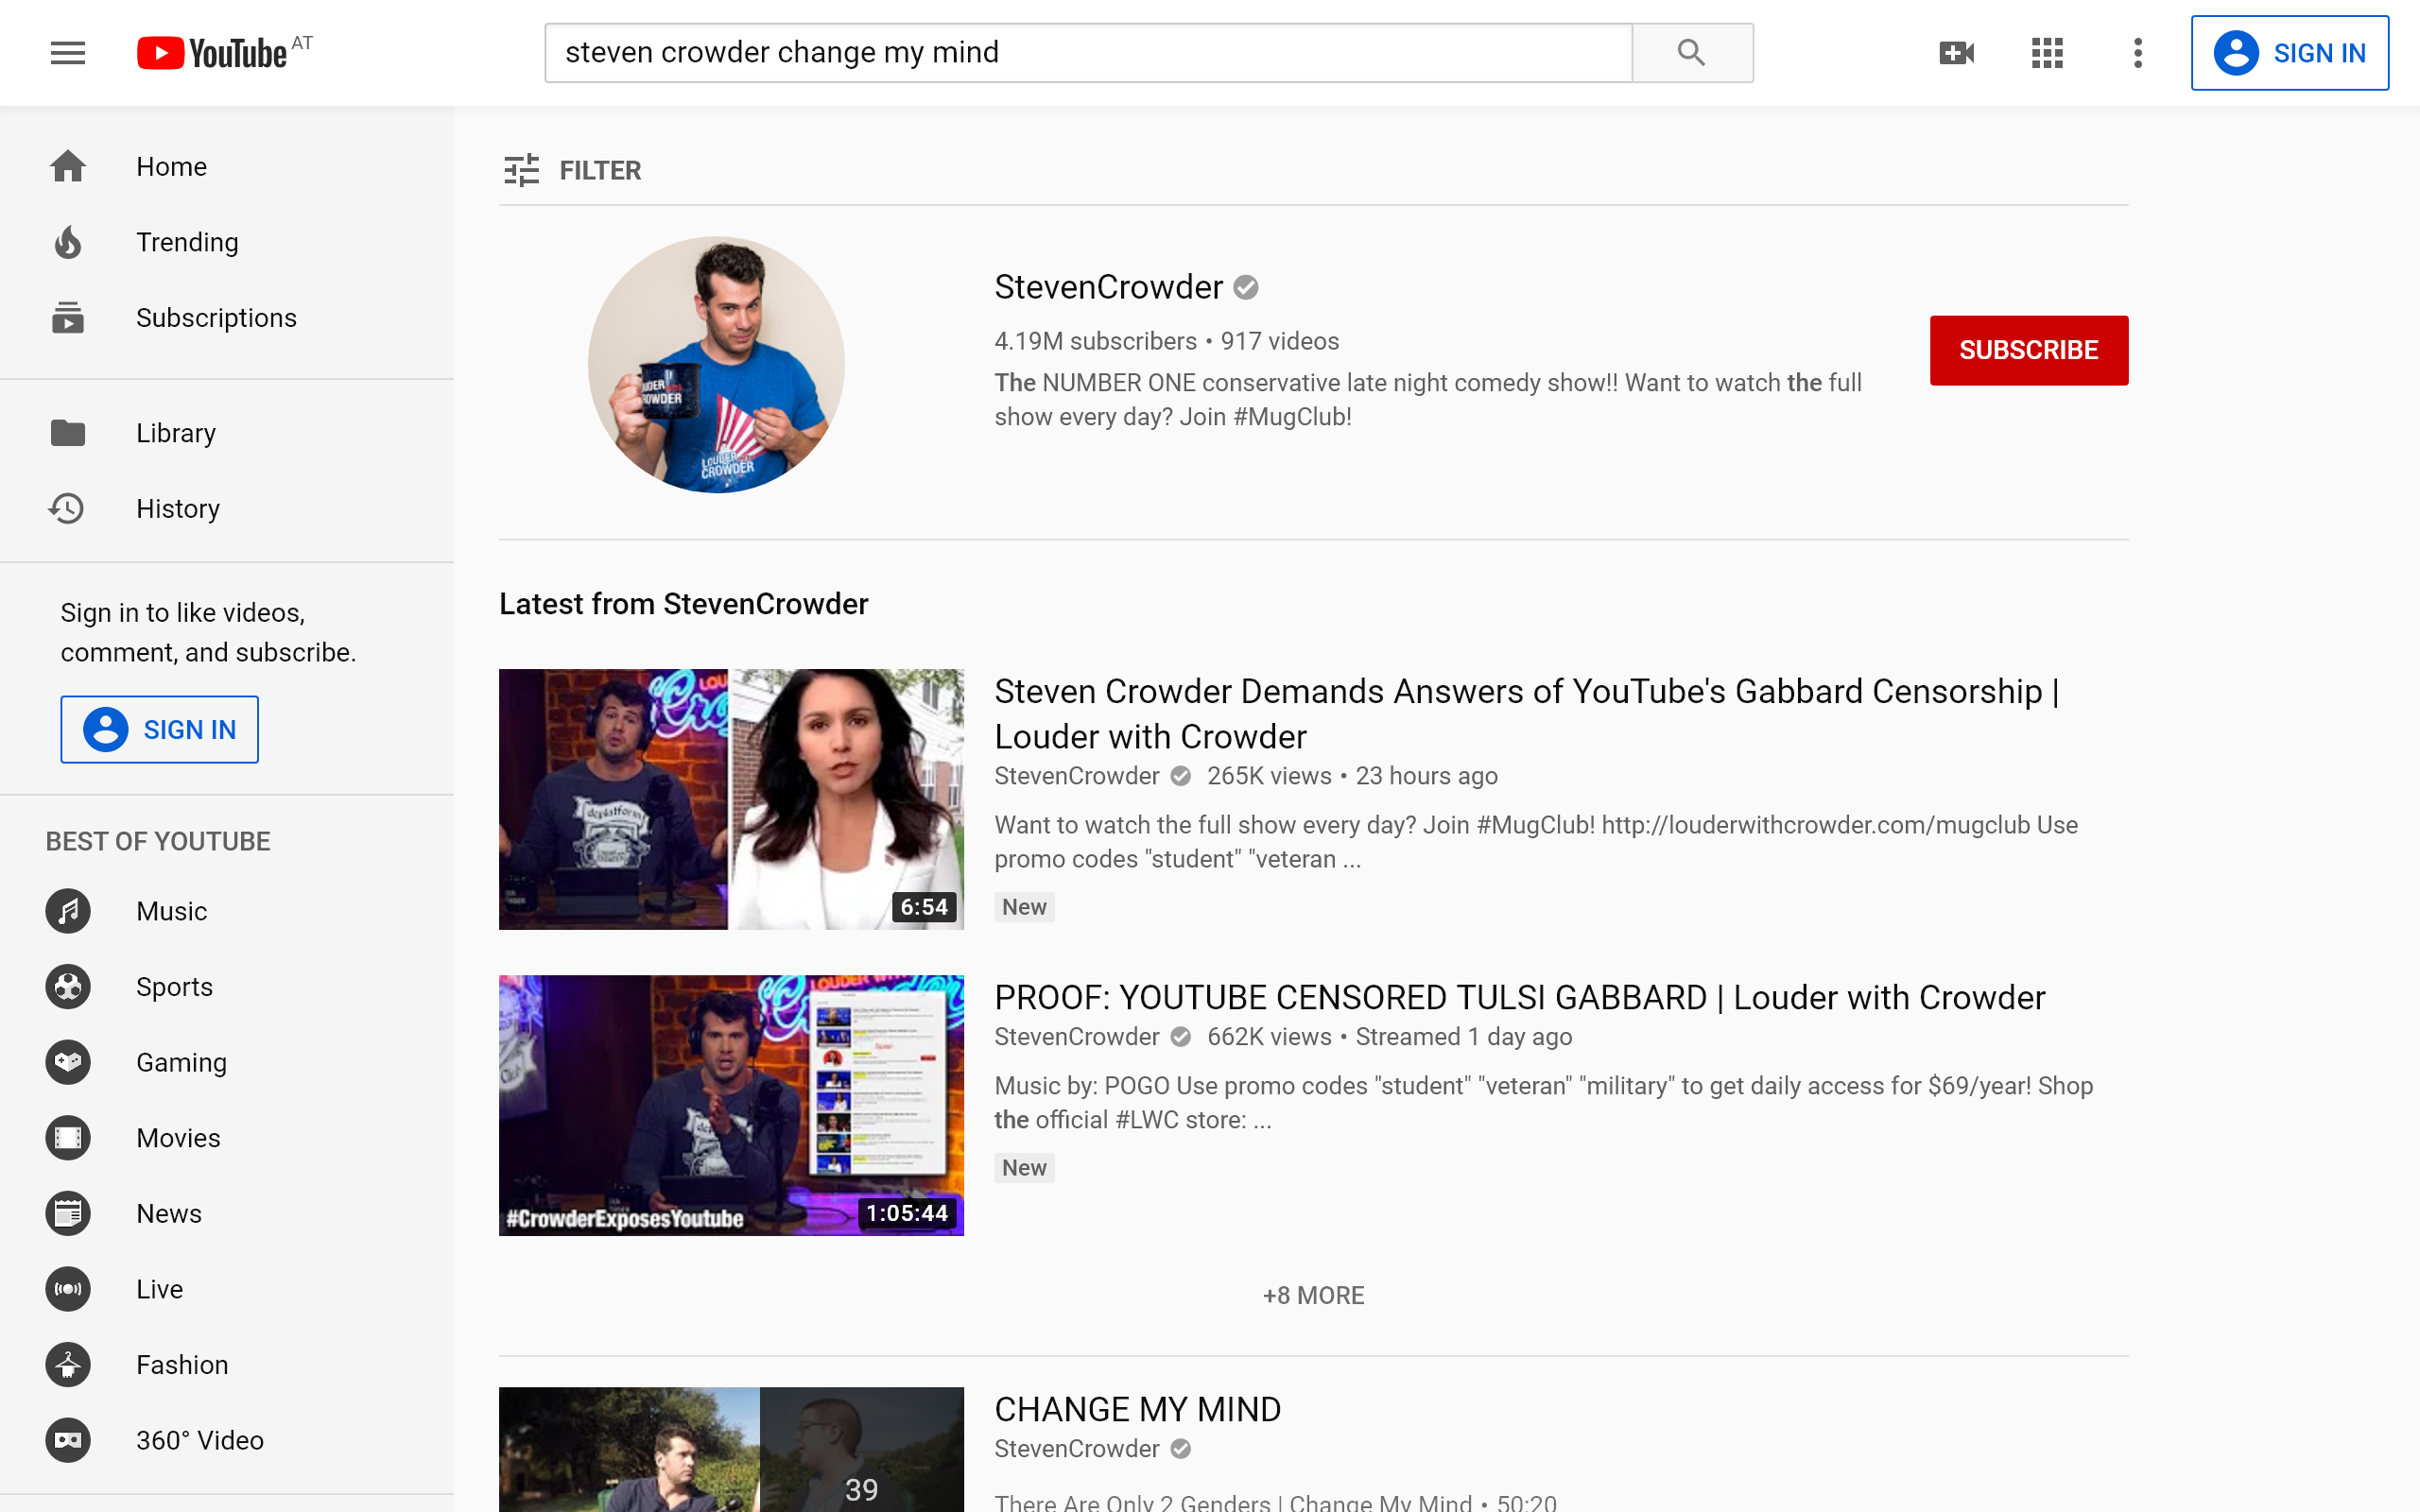 YouTube AT
steven crowder change my mind
SIGN IN
Home
Trending
Subscriptions
Library
History
Sign in to like videos,
comment, and subscribe.
SIGN IN
BEST OF YOUTUBE
Music
Sports
Gaming
Movies
News
Live
Fashion
360° Video
FILTER
LOUDER
CROWDER
StevenCrowder
4.19M subscribers • 917 videos
The NUMBER ONE conservative late night comedy show!! Want to watch the full
show every day? Join #MugClub!
SUBSCRIBE
Latest from StevenCrowder
6:54
Steven Crowder Demands Answers of YouTube's Gabbard Censorship |
Louder with Crowder
StevenCrowder 265K views • 23 hours ago
Want to watch the full show every day? Join #MugClub! http://louderwithcrowder.com/mugclub Use
promo codes "student" "veteran ...
New
#CrowderExposesYoutube
1:05:44
PROOF: YOUTUBE CENSORED TULSI GABBARD | Louder with Crowder
StevenCrowder 662K views • Streamed 1 day ago
Music by: POGO Use promo codes "student" "veteran" "military" to get daily access for $69/year! Shop
the official #LWC store: ...
New
+8 MORE
39
CHANGE MY MIND
StevenCrowder
There Are Only 2 Genders | Change My Mind • 50:20